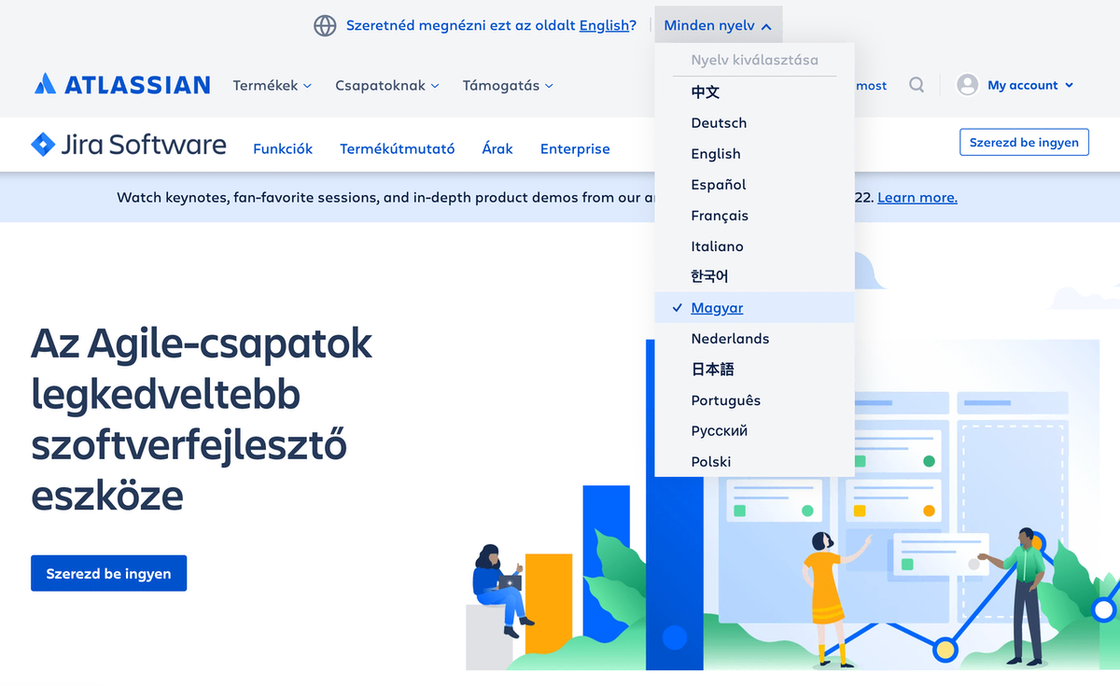 Szeretnéd megnézni ezt az oldalt English?
Minden nyelv
Nyelv kiválasztása
中文
Deutsch
English
Español
Français
Italiano
한국어
Magyar
Nederlands
日本語
Português
Русский
Polski
ATLASSIAN
Termékek
Csapatoknak
Támogatás
most
My account
Jira Software
Funkciók
Termékútmutató
Árak
Enterprise
Szerezd be ingyen
Watch keynotes, fan-favorite sessions, and in-depth product demos from our 22. Learn more.
Az Agile-csapatok
legkedveltebb
szoftverfejlesztő
eszköze
Szerezd be ingyen